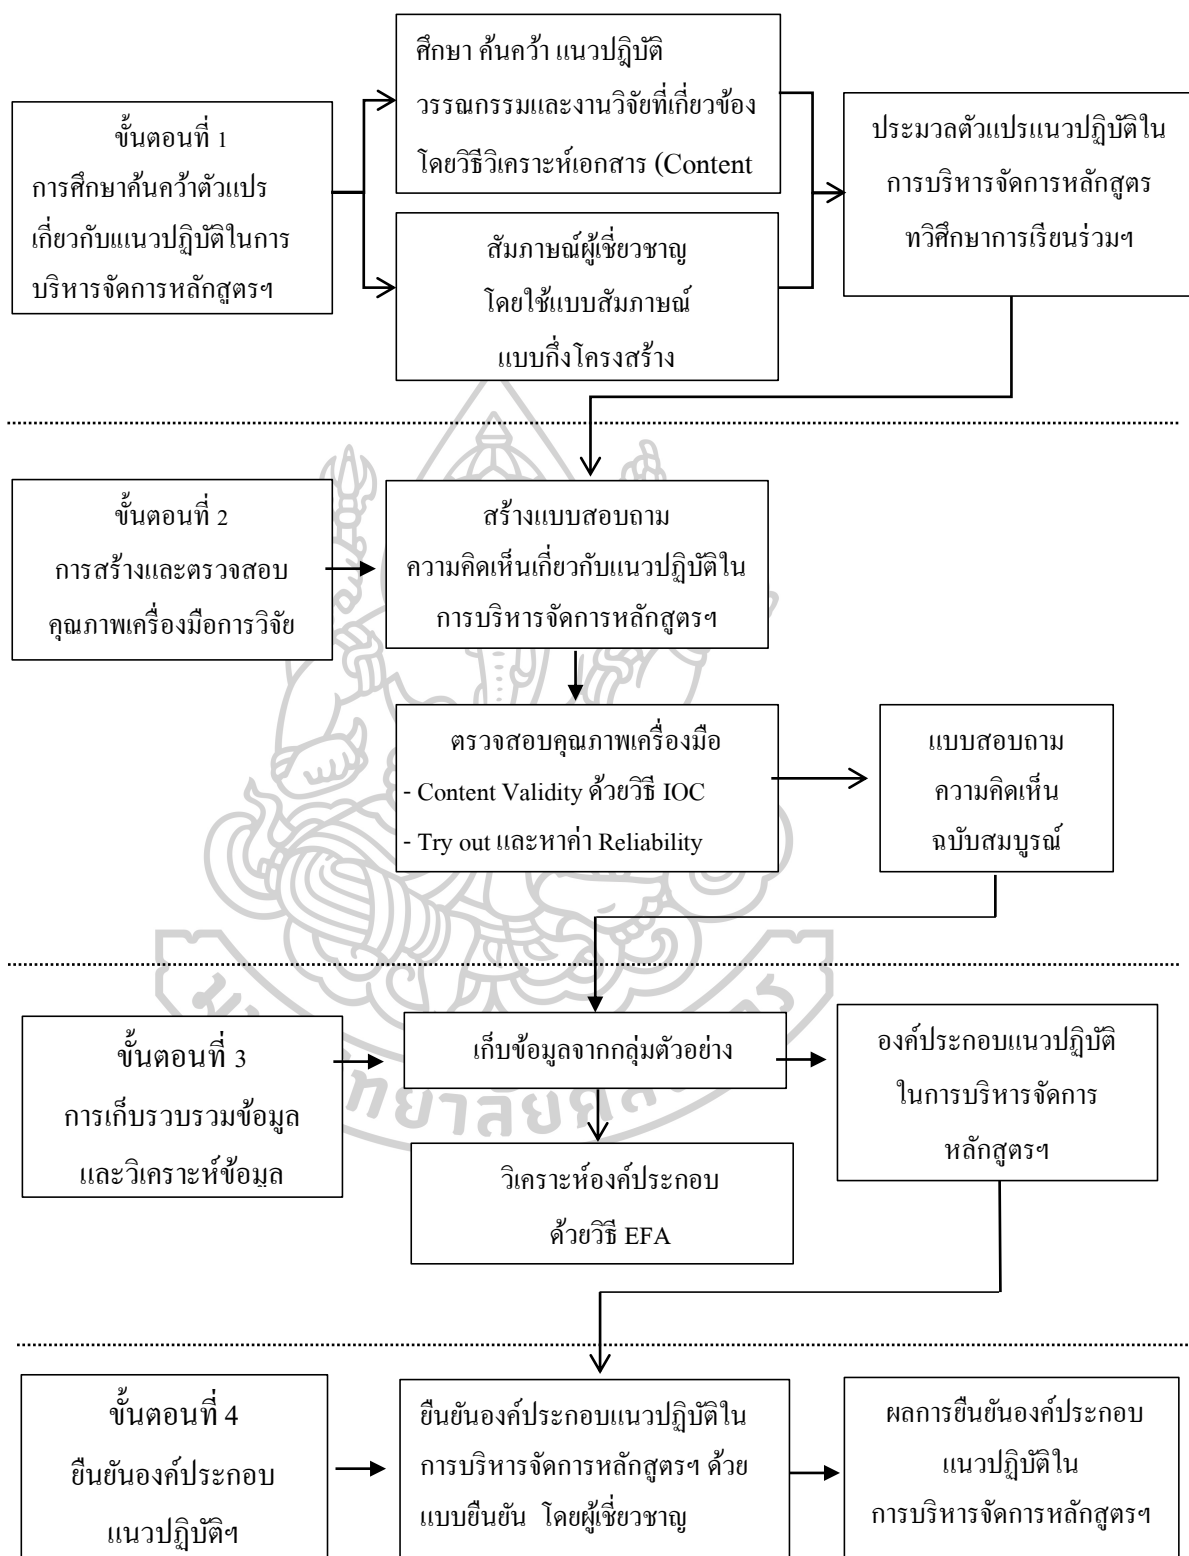 ขั้นตอนที่ 1
การศึกษาค้นคว้าตัวแปร
เกี่ยวกับแนวปฏิบัติในการ
บริหารจัดการหลักสูตรฯ
ศึกษา ค้นคว้า แนวปฏิบัติ
วรรณกรรมและงานวิจัยที่เกี่ยวข้อง
โดยวิธีวิเคราะห์เอกสาร (Content
สัมภาษณ์ผู้เชี่ยวชาญ
โดยใช้แบบสัมภาษณ์
แบบกึ่งโครงสร้าง
ประมวลตัวแปรแนวปฏิบัติใน
การบริหารจัดการหลักสูตร
ทวิศึกษาการเรียนร่วมฯ
ขั้นตอนที่ 2
การสร้างและตรวจสอบ
คุณภาพเครื่องมือการวิจัย
สร้างแบบสอบถาม
ความคิดเห็นเกี่ยวกับแนวปฏิบัติใน
การบริหารจัดการหลักสูตรฯ
ตรวจสอบคุณภาพเครื่องมือ
- Content Validity ด้วยวิธี IOC
- Try out และหาค่า Reliability
แบบสอบถาม
ความคิดเห็น
ฉบับสมบูรณ์
ขั้นตอนที่ 3
การเก็บรวบรวมข้อมูล
และวิเคราะห์ข้อมูล
เก็บข้อมูลจากกลุ่มตัวอย่าง
วิเคราะห์องค์ประกอบ
ด้วยวิธี EFA
องค์ประกอบแนวปฏิบัติ
ในการบริหารจัดการ
หลักสูตรฯ
ขั้นตอนที่ 4
ยืนยันองค์ประกอบ
แนวปฏิบัติฯ
ยืนยันองค์ประกอบแนวปฏิบัติใน
การบริหารจัดการหลักสูตรฯ ด้วย
แบบยืนยัน โดยผู้เชี่ยวชาญ
ผลการยืนยันองค์ประกอบ
แนวปฏิบัติใน
การบริหารจัดการหลักสูตรฯ